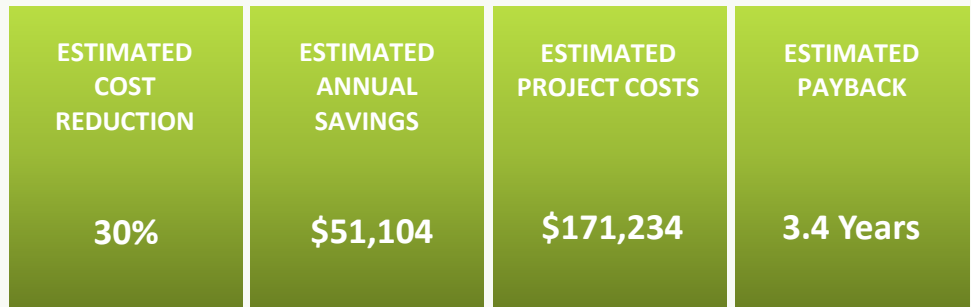 ESTIMATED
COST
REDUCTION
30%
ESTIMATED
ANNUAL
SAVINGS
$51,104
ESTIMATED
PROJECT COSTS
$171,234
ESTIMATED
PAYBACK
3.4 Years